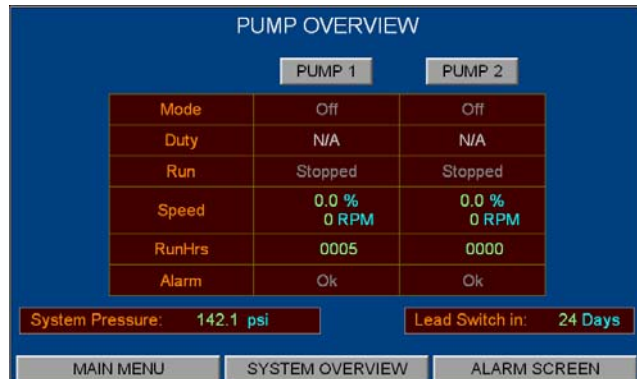 PUMP OVERVIEW
PUMP 1 PUMP 2
Mode Off Off
Duty N/A N/A
Run Stopped Stopped
Speed 0.0 % 0.0 %
0 RPM 0 RPM
RunHrs 0005 0000
Alarm Ok Ok
System Pressure: 142.1 psi Lead Switch in: 24 Days
MAIN MENU SYSTEM OVERVIEW ALARM SCREEN